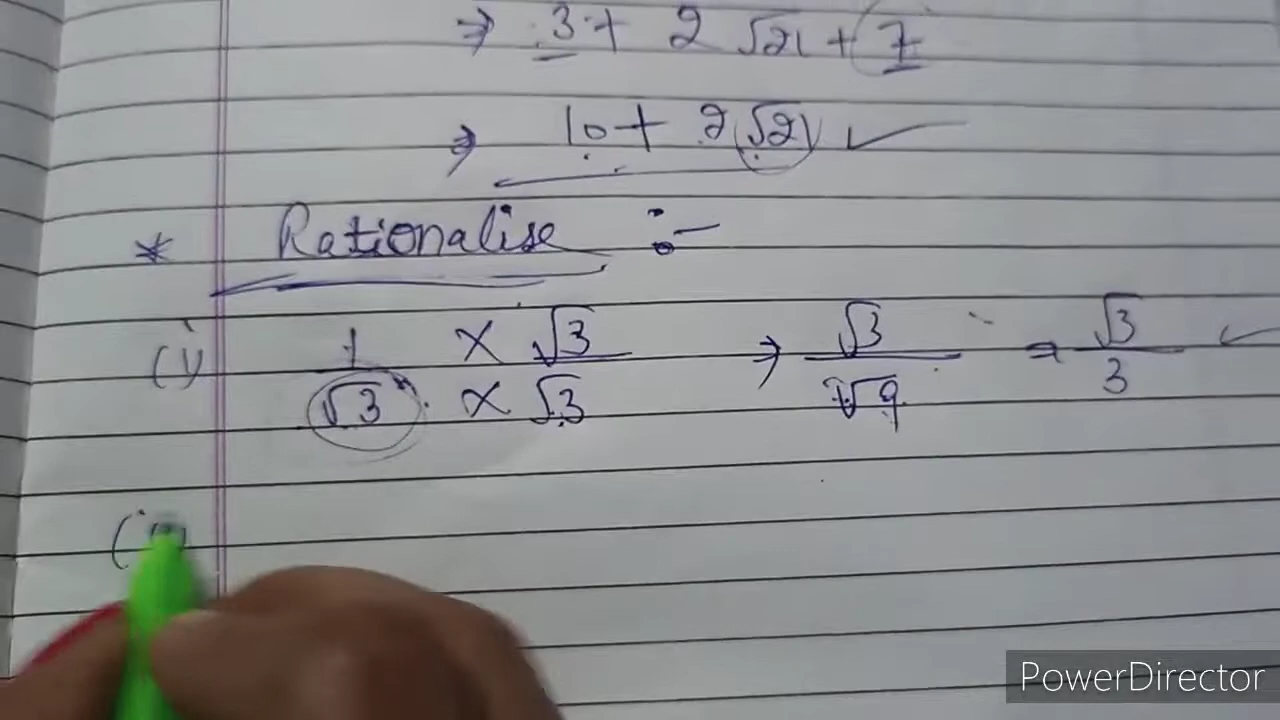 ⇒ 3 + 2 √21 + 7
⇒ 10 + 2√21 ✓
* Rationalise :-
(i) 1/√3 × √3/√3 ⇒ √3/√9 ⇒ √3/3 ✓
PowerDirector